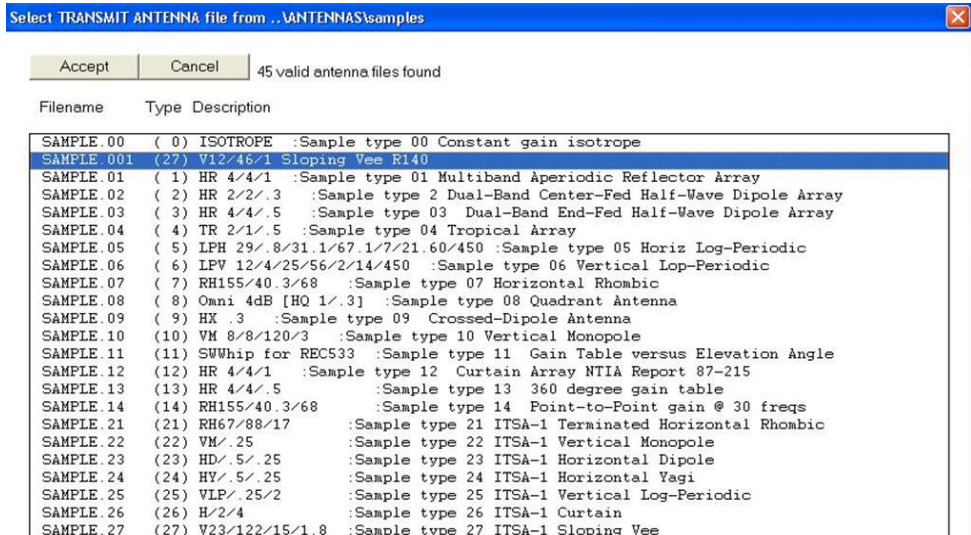 Select TRANSMIT ANTENNA file from ..\ANTENNAS\samples
Accept Cancel 45 valid antenna files found
Filename Type Description
SAMPLE.00 ( 0) ISOTROPE :Sample type 00 Constant gain isotrope
SAMPLE.001 (27) V12/46/1 Sloping Vee R140
SAMPLE.01 ( 1) HR 4/4/1 :Sample type 01 Multiband Aperiodic Reflector Array
SAMPLE.02 ( 2) HR 2/2/.3 :Sample type 2 Dual-Band Center-Fed Half-Wave Dipole Array
SAMPLE.03 ( 3) HR 4/4/.5 :Sample type 03 Dual-Band End-Fed Half-Wave Dipole Array
SAMPLE.04 ( 4) TR 2/1/.5 :Sample type 04 Tropical Array
SAMPLE.05 ( 5) LPH 29/.8/31.1/67.1/7/21.60/450 :Sample type 05 Horiz Log-Periodic
SAMPLE.06 ( 6) LPV 12/4/25/56/2/14/450 :Sample type 06 Vertical Lop-Periodic
SAMPLE.07 ( 7) RH155/40.3/68 :Sample type 07 Horizontal Rhombic
SAMPLE.08 ( 8) Omni 4dB [HQ 1/.3] :Sample type 08 Quadrant Antenna
SAMPLE.09 ( 9) HX .3 :Sample type 09 Crossed-Dipole Antenna
SAMPLE.10 (10) VM 8/8/120/3 :Sample type 10 Vertical Monopole
SAMPLE.11 (11) SWWhip for REC533 :Sample type 11 Gain Table versus Elevation Angle
SAMPLE.12 (12) HR 4/4/1 :Sample type 12 Curtain Array NTIA Report 87-215
SAMPLE.13 (13) HR 4/4/.5 :Sample type 13 360 degree gain table
SAMPLE.14 (14) RH155/40.3/68 :Sample type 14 Point-to-Point gain @ 30 freqs
SAMPLE.21 (21) RH67/88/17 :Sample type 21 ITSA-1 Terminated Horizontal Rhombic
SAMPLE.22 (22) VM/.25 :Sample type 22 ITSA-1 Vertical Monopole
SAMPLE.23 (23) HD/.5/.25 :Sample type 23 ITSA-1 Horizontal Dipole
SAMPLE.24 (24) HY/.5/.25 :Sample type 24 ITSA-1 Horizontal Yagi
SAMPLE.25 (25) VLP/.25/2 :Sample type 25 ITSA-1 Vertical Log-Periodic
SAMPLE.26 (26) H/2/4 :Sample type 26 ITSA-1 Curtain
SAMPLE.27 (27) V23/122/15/1.8 :Sample type 27 ITSA-1 Sloping Vee